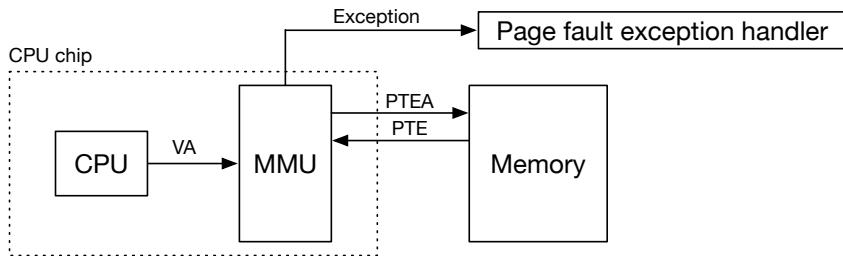 Exception
Page fault exception handler
CPU chip
PTEA
PTE
VA
CPU
MMU
Memory